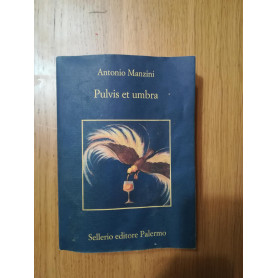 Antonio Manzini
Pulvis et umbra
Sellerio editore Palermo